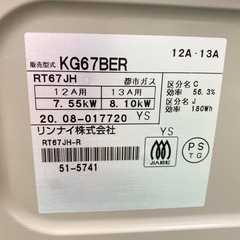 販売型式 KG67BER 12A・13A
RT67JH 都市ガス
区分名 C
効率 56.3%
区分名 J
効率 180Wh
12A用 13A用
7.55kW 8.10kW
20.08-017720 YS
リンナイ株式会社
RT67JH-R YS
51-5741
JIA
PS
TG